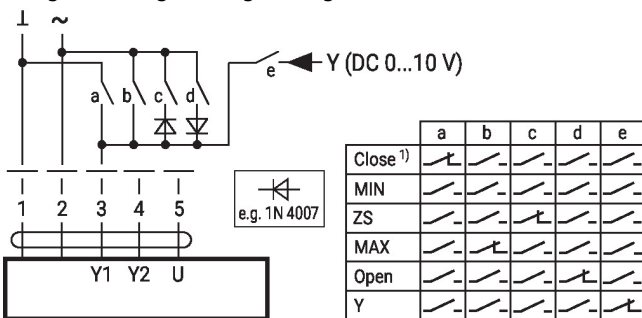 ⊥ ~
e Y (DC 0...10 V)
a b c d
1 2 3 4 5
e.g. 1N 4007
Y1 Y2 U
a b c d e
Close 1)
MIN
ZS
MAX
Open
Y